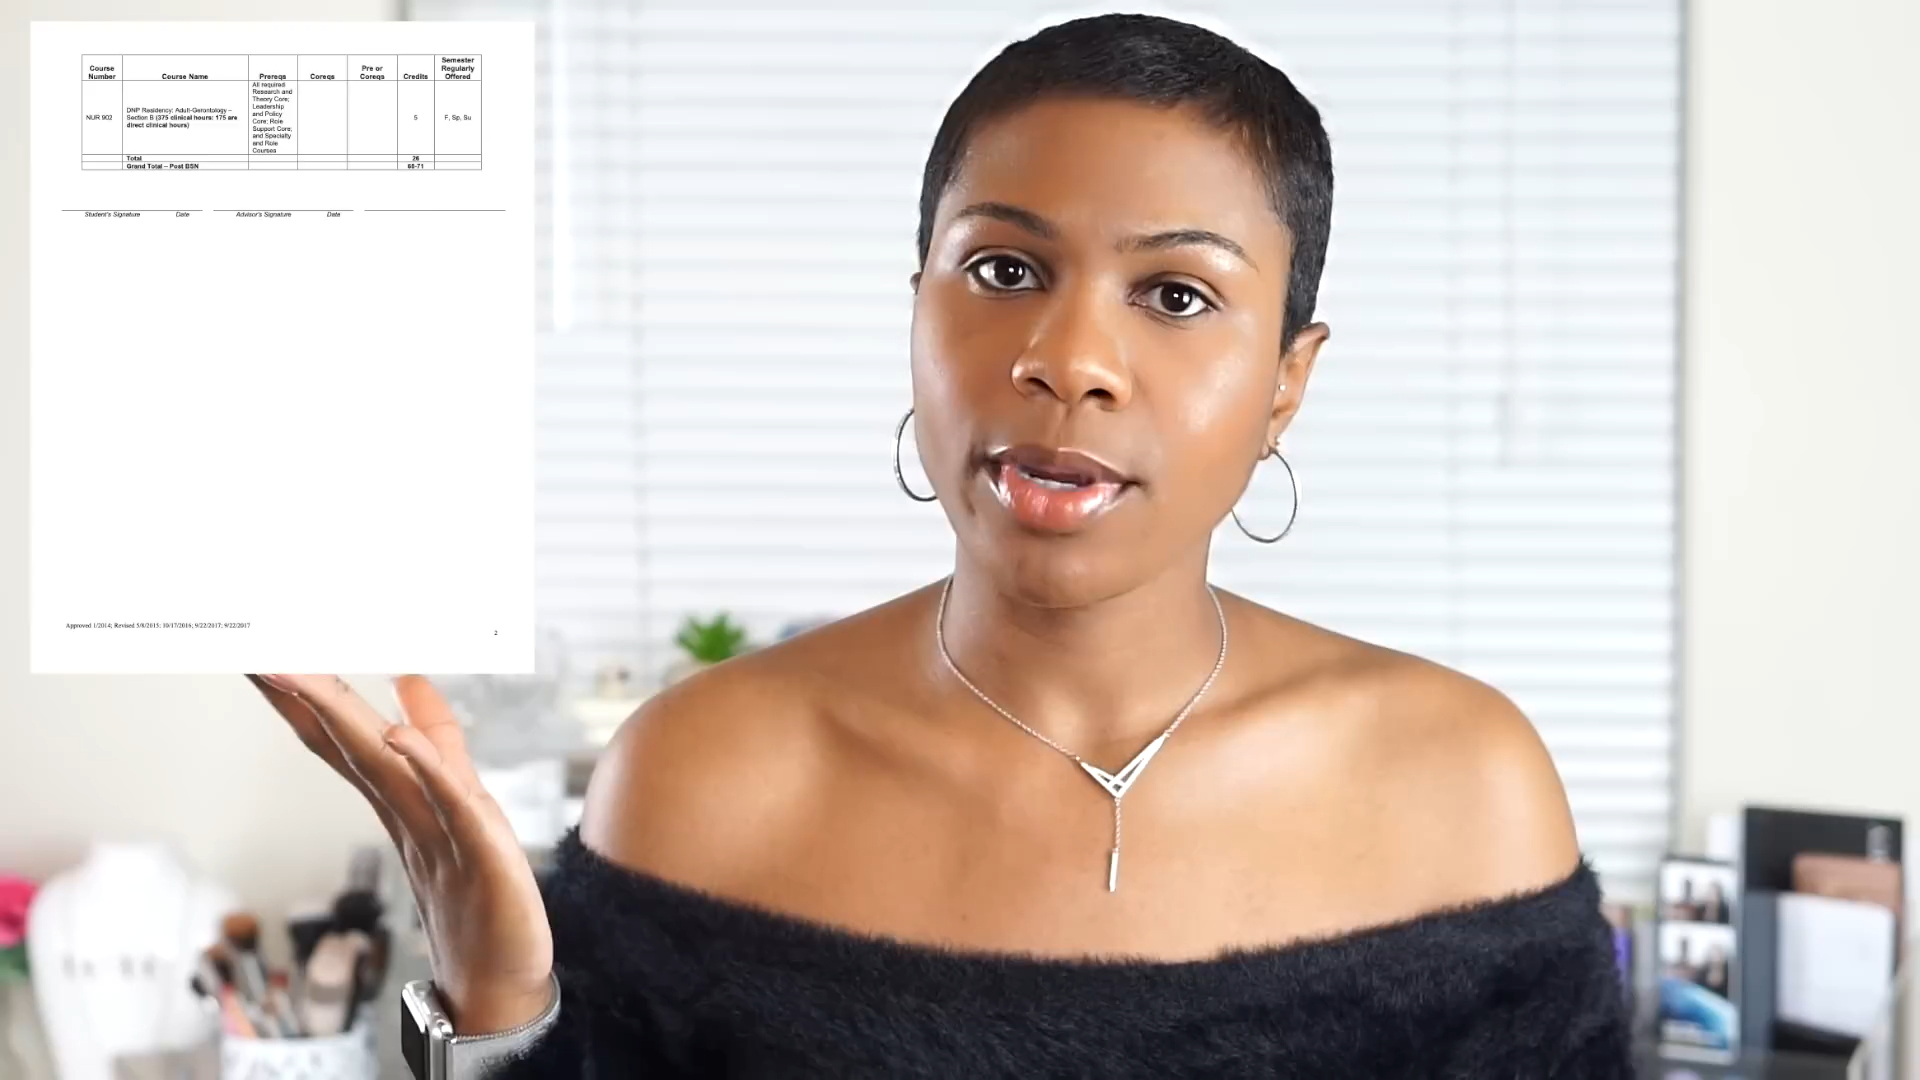 Course Number Course Name Prereqs Coreqs Pre or Coreqs Credits Semester Regularly Offered
NUR 902
DNP Residency: Adult-Gerontology –
Section B (375 clinical hours: 175 are
direct clinical hours)
All required
Research and
Theory Core;
Leadership
and Policy
Core; Role
Support Core;
and Specialty
and Role
Courses
5
F, Sp, Su
Total 26
Grand Total – Post BSN 68-71
Student's Signature Date Advisor's Signature Date
Approved 1/2014; Revised 5/8/2015; 10/17/2016; 9/22/2017; 9/22/2017
2